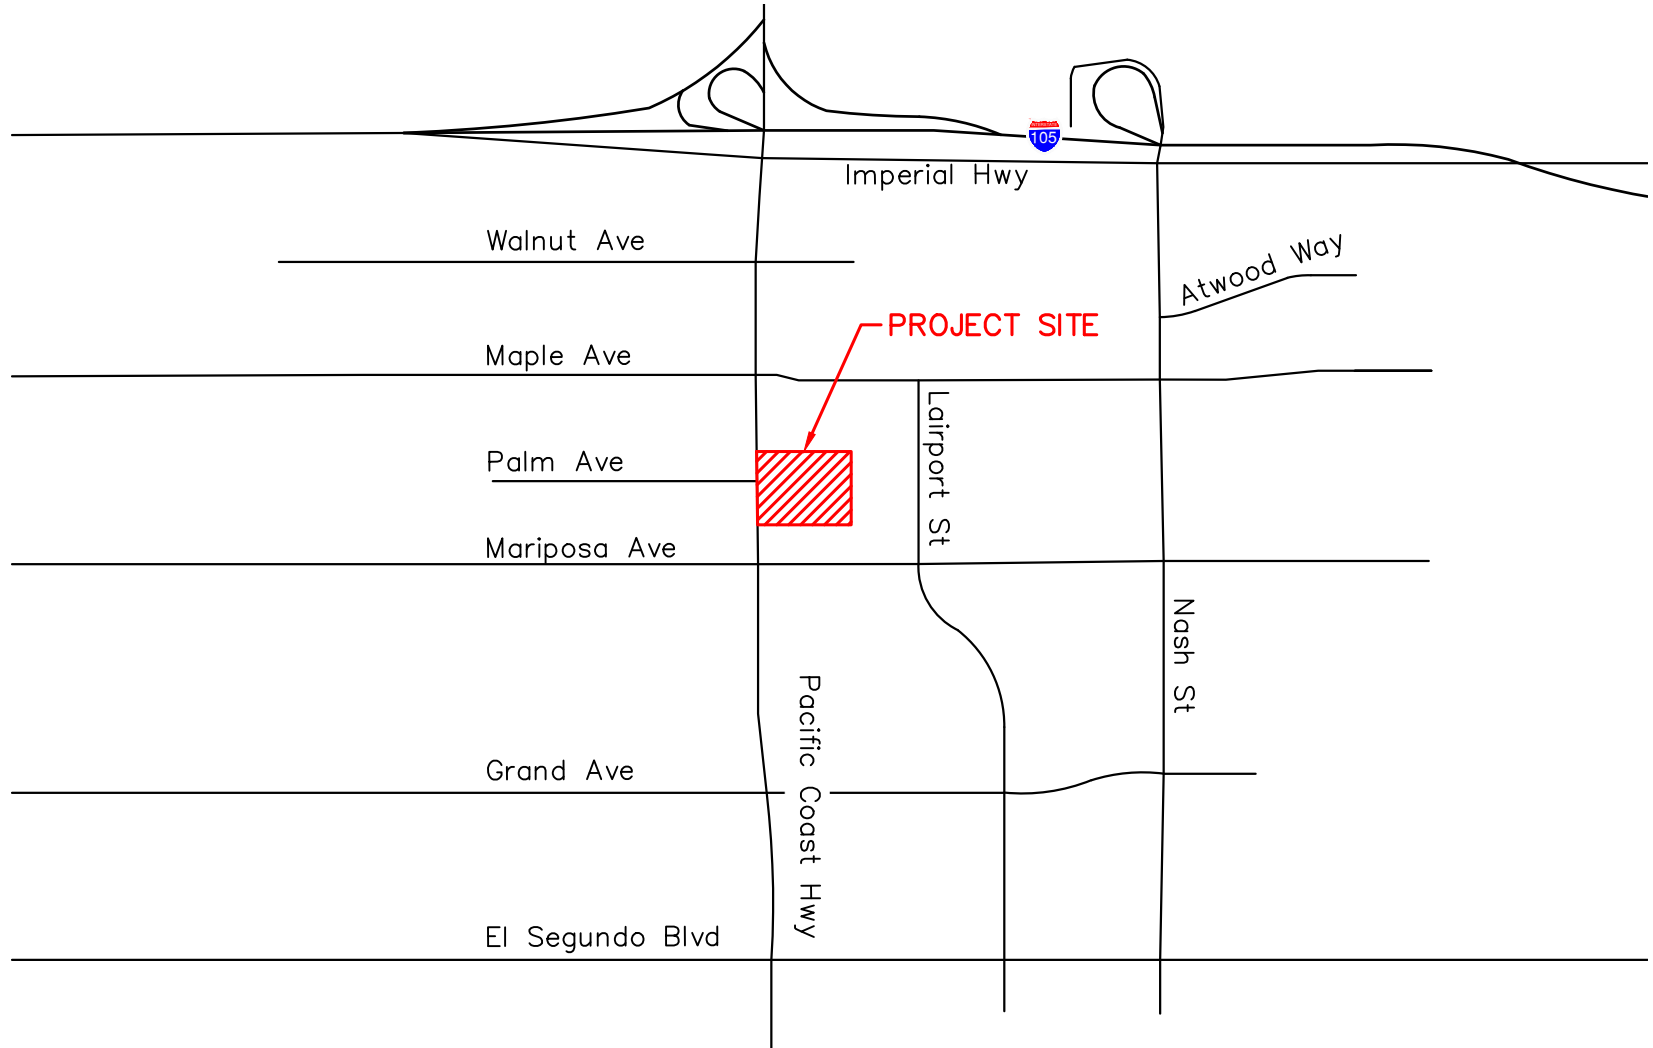 105
Imperial Hwy
Walnut Ave
Atwood Way
PROJECT SITE
Maple Ave
Lairport St
Palm Ave
Mariposa Ave
Nash St
Pacific Coast Hwy
Grand Ave
El Segundo Blvd